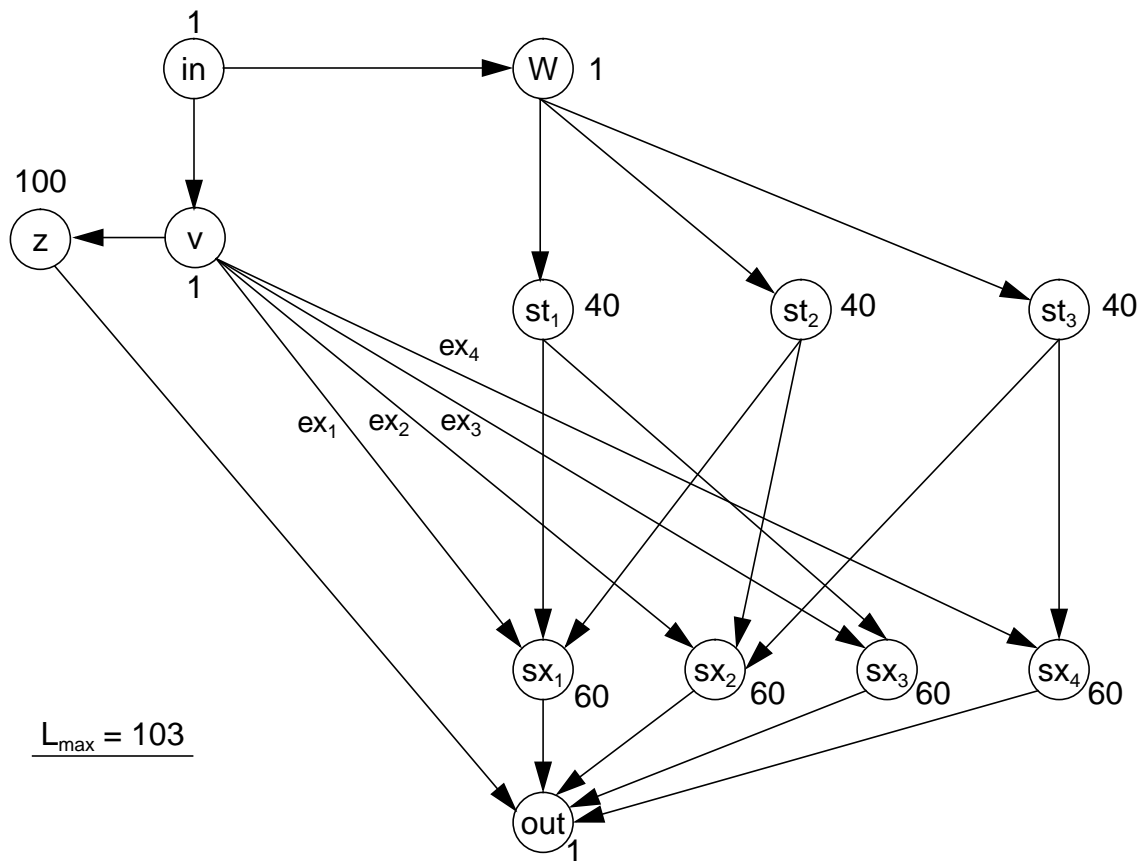 1
in
W
1
100
z
v
1
st₁
40
st₂
40
st₃
40
ex₄
ex₁
ex₂
ex₃
sx₁
60
sx₂
60
sx₃
60
sx₄
60
Lmax = 103
out
1